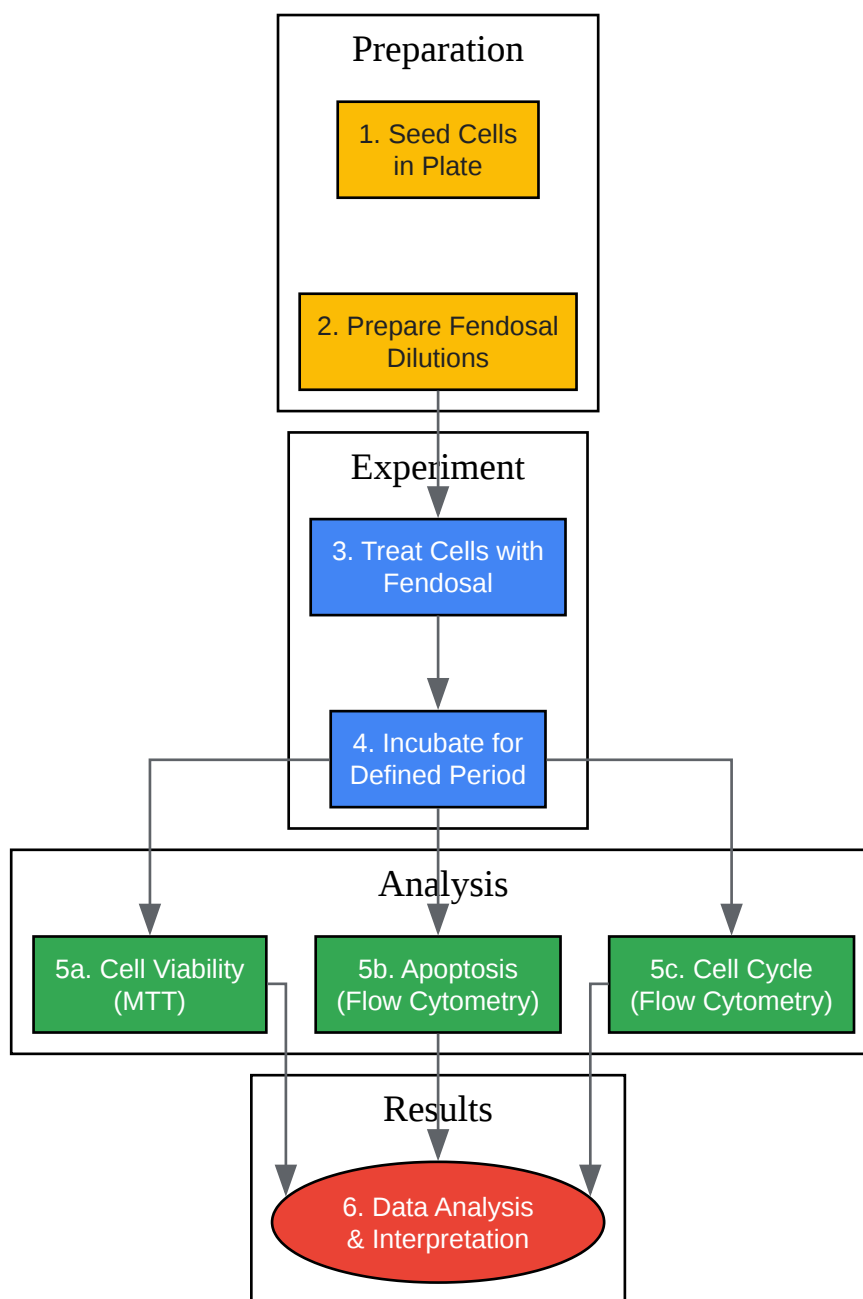 Preparation
1. Seed Cells
in Plate
2. Prepare Fendosal
Dilutions
Experiment
3. Treat Cells with
Fendosal
4. Incubate for
Defined Period
Analysis
5a. Cell Viability
(MTT)
5b. Apoptosis
(Flow Cytometry)
5c. Cell Cycle
(Flow Cytometry)
Results
6. Data Analysis
& Interpretation